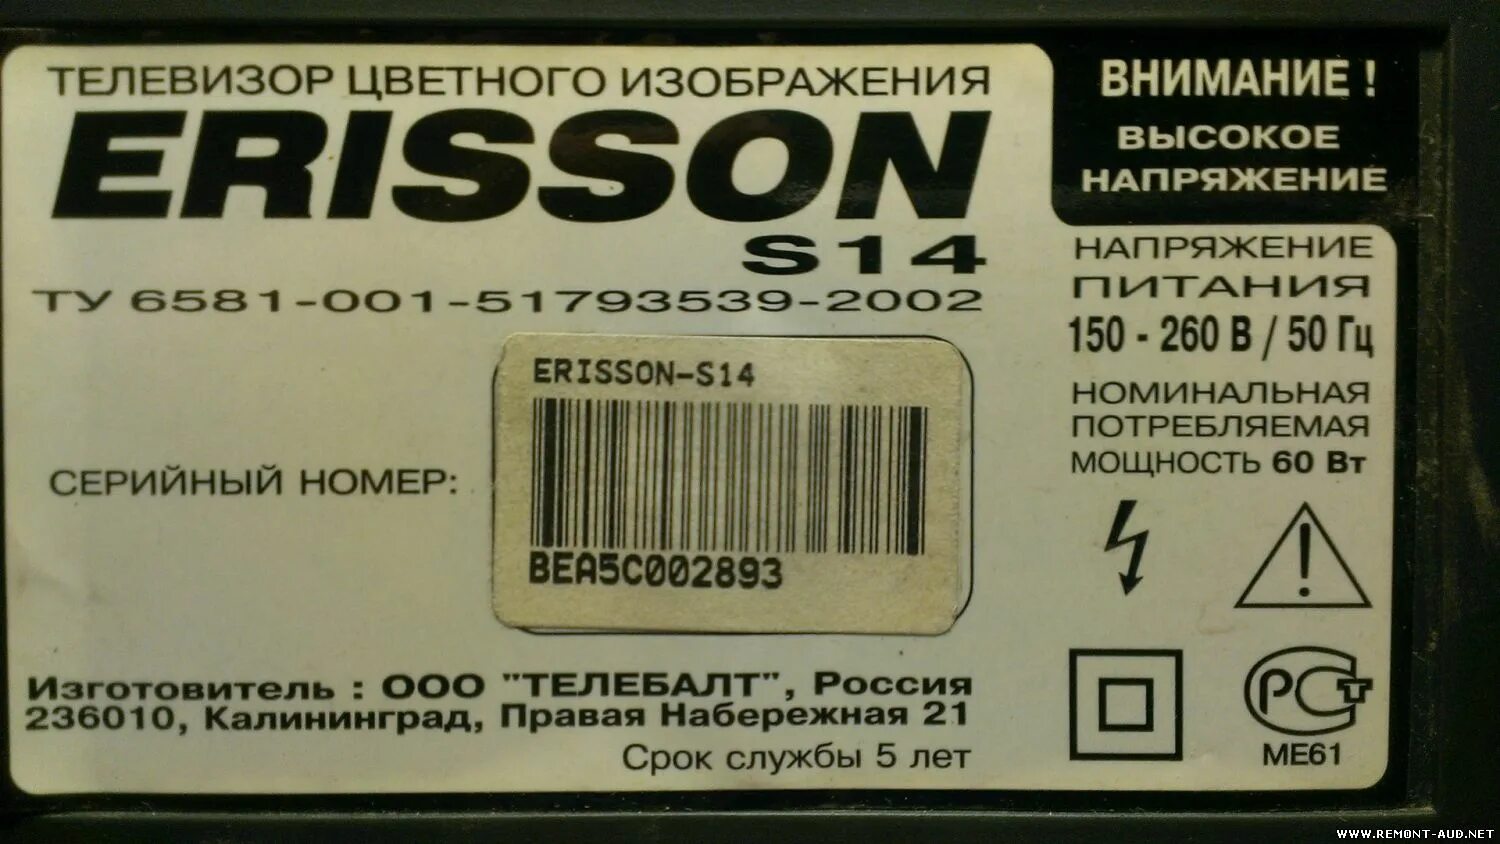 ТЕЛЕВИЗОР ЦВЕТНОГО ИЗОБРАЖЕНИЯ
ERISSON
S14
ТУ 6581-001-51793539-2002
ERISSON-S14
СЕРИЙНЫЙ НОМЕР:
BEA5C002893
Изготовитель : ООО "ТЕЛЕБАЛТ", Россия
236010, Калининград, Правая Набережная 21
Срок службы 5 лет
ВНИМАНИЕ !
ВЫСОКОЕ
НАПРЯЖЕНИЕ
НАПРЯЖЕНИЕ
ПИТАНИЯ
150 - 260 В / 50 Гц
НОМИНАЛЬНАЯ
ПОТРЕБЛЯЕМАЯ
МОЩНОСТЬ 60 Вт
РСТ
МЕ61
WWW.REMONT-AUD.NET